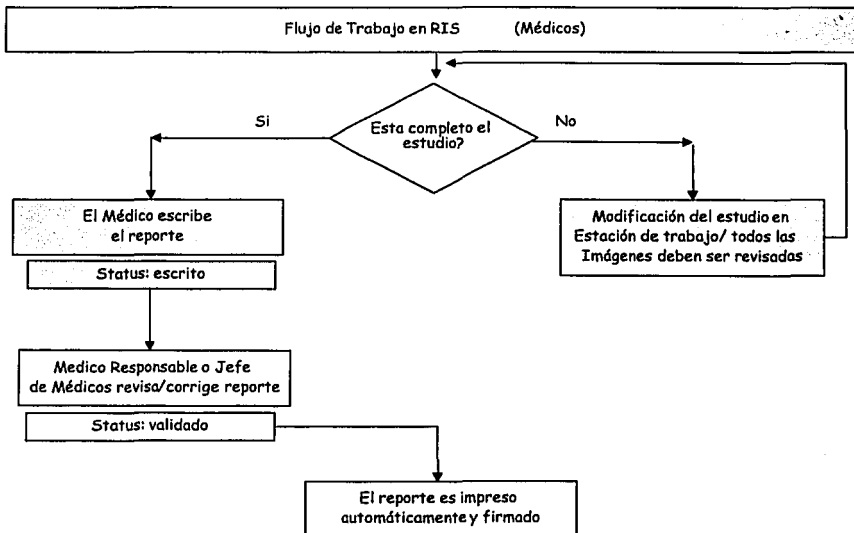 Flujo de Trabajo en RIS (Médicos)
Esta completo el
estudio?
Si
No
El Médico escribe
el reporte
Status: escrito
Modificación del estudio en
Estación de trabajo/ todos las
Imágenes deben ser revisadas
Medico Responsable o Jefe
de Médicos revisa/corrige reporte
Status: validado
El reporte es impreso
automáticamente y firmado